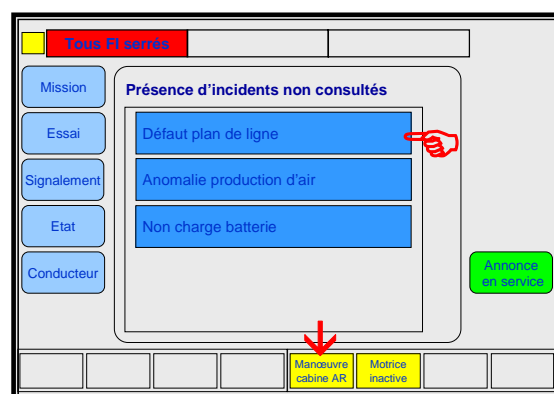 Tous FI serrés
Mission
Présence d’incidents non consultés
Essai
Défaut plan de ligne
Signalement
Anomalie production d’air
Etat
Non charge batterie
Conducteur
Annonce
en service
Manœuvre
cabine AR
Motrice
inactive